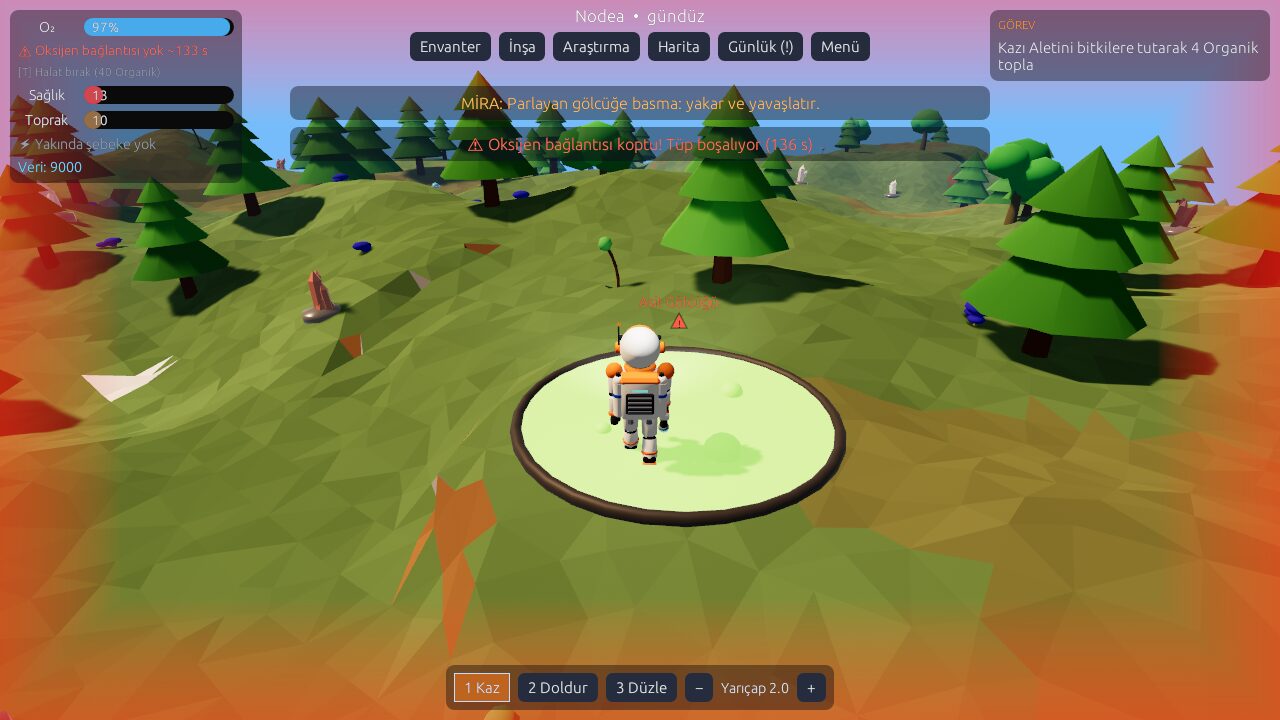 Nodea • gündüz
O₂ 97%
⚠ Oksijen bağlantısı yok ~133 s
[T] Halat bırak (40 Organik)
Sağlık 13
Toprak 10
⚡ Yakında şebeke yok
Veri: 9000
Envanter İnşa Araştırma Harita Günlük (!) Menü
MİRA: Parlayan gölcüğe basma: yakar ve yavaşlatır.
⚠ Oksijen bağlantısı koptu! Tüp boşalıyor (136 s)
GÖREV
Kazı Aletini bitkilere tutarak 4 Organik
topla
Asit Gölcüğü
1 Kaz 2 Doldur 3 Düzle – Yarıçap 2.0 +